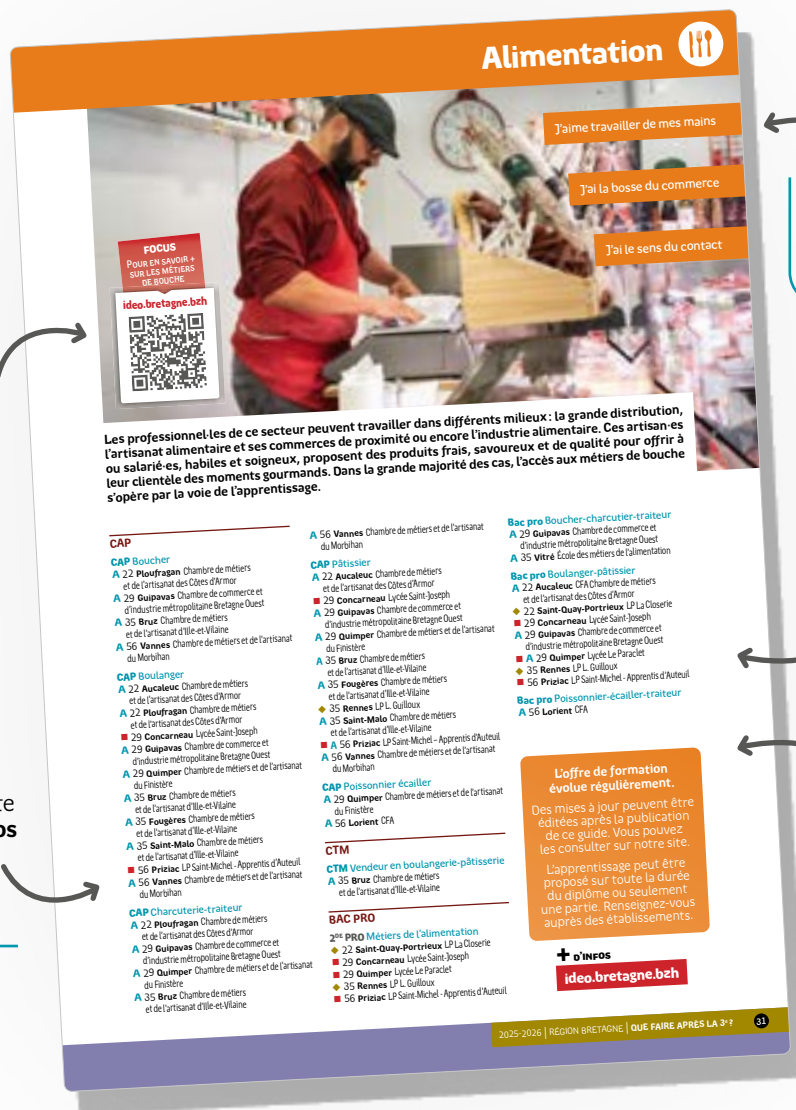 Alimentation
J'aime travailler de mes mains
J'ai la bosse du commerce
J'ai le sens du contact
FOCUS
POUR EN SAVOIR +
SUR LES MÉTIERS
DE BOUCHE
ideo.bretagne.bzh
Les professionnel·les de ce secteur peuvent travailler dans différents milieux : la grande distribution,
l'artisanat alimentaire et ses commerces de proximité ou encore l'industrie alimentaire. Ces artisan·es
ou salarié·es, habiles et soigneux, proposent des produits frais, savoureux et de qualité pour offrir à
leur clientèle des moments gourmands. Dans la grande majorité des cas, l'accès aux métiers de bouche
s'opère par la voie de l'apprentissage.
CAP
CAP Boucher
A 22 Ploufragan Chambre de métiers
et de l'artisanat des Côtes d'Armor
A 29 Guipavas Chambre de commerce et
d'industrie métropolitaine Bretagne Ouest
A 35 Bruz Chambre de métiers
et de l'artisanat d'Ille-et-Vilaine
A 56 Vannes Chambre de métiers et de l'artisanat
du Morbihan
CAP Boulanger
A 22 Aucaleuc Chambre de métiers
et de l'artisanat des Côtes d'Armor
A 22 Ploufragan Chambre de métiers
et de l'artisanat des Côtes d'Armor
■ 29 Concarneau Lycée Saint-Joseph
A 29 Guipavas Chambre de commerce et
d'industrie métropolitaine Bretagne Ouest
A 29 Quimper Chambre de métiers et de l'artisanat
du Finistère
A 35 Bruz Chambre de métiers
et de l'artisanat d'Ille-et-Vilaine
A 35 Fougères Chambre de métiers
et de l'artisanat d'Ille-et-Vilaine
A 35 Saint-Malo Chambre de métiers
et de l'artisanat d'Ille-et-Vilaine
■ 56 Priziac LP Saint-Michel - Apprentis d'Auteuil
A 56 Vannes Chambre de métiers et de l'artisanat
du Morbihan
CAP Charcuterie-traiteur
A 22 Ploufragan Chambre de métiers
et de l'artisanat des Côtes d'Armor
A 29 Guipavas Chambre de commerce et
d'industrie métropolitaine Bretagne Ouest
A 29 Quimper Chambre de métiers et de l'artisanat
du Finistère
A 35 Bruz Chambre de métiers
et de l'artisanat d'Ille-et-Vilaine
A 56 Vannes Chambre de métiers et de l'artisanat
du Morbihan
CAP Pâtissier
A 22 Aucaleuc Chambre de métiers
et de l'artisanat des Côtes d'Armor
■ 29 Concarneau Lycée Saint-Joseph
A 29 Guipavas Chambre de commerce et
d'industrie métropolitaine Bretagne Ouest
A 29 Quimper Chambre de métiers et de l'artisanat
du Finistère
A 35 Bruz Chambre de métiers
et de l'artisanat d'Ille-et-Vilaine
A 35 Fougères Chambre de métiers
et de l'artisanat d'Ille-et-Vilaine
◆ 35 Rennes LP L. Guilloux
A 35 Saint-Malo Chambre de métiers
et de l'artisanat d'Ille-et-Vilaine
■ A 56 Priziac LP Saint-Michel – Apprentis d'Auteuil
A 56 Vannes Chambre de métiers et de l'artisanat
du Morbihan
CAP Poissonnier écailler
A 29 Quimper Chambre de métiers et de l'artisanat
du Finistère
A 56 Lorient CFA
CTM
CTM Vendeur en boulangerie-pâtisserie
A 35 Bruz Chambre de métiers
et de l'artisanat d'Ille-et-Vilaine
BAC PRO
2DE PRO Métiers de l'alimentation
◆ 22 Saint-Quay-Portrieux LP La Closerie
■ 29 Concarneau Lycée Saint-Joseph
■ 29 Quimper Lycée Le Paraclet
◆ 35 Rennes LP L. Guilloux
■ 56 Priziac LP Saint-Michel - Apprentis d'Auteuil
Bac pro Boucher-charcutier-traiteur
A 29 Guipavas Chambre de commerce et
d'industrie métropolitaine Bretagne Ouest
A 35 Vitré École des métiers de l'alimentation
Bac pro Boulanger-pâtissier
A 22 Aucaleuc CFA Chambre de métiers
et de l'artisanat des Côtes d'Armor
◆ 22 Saint-Quay-Portrieux LP La Closerie
■ 29 Concarneau Lycée Saint-Joseph
A 29 Guipavas Chambre de commerce et
d'industrie métropolitaine Bretagne Ouest
■ A 29 Quimper Lycée Le Paraclet
◆ 35 Rennes LP L. Guilloux
■ 56 Priziac LP Saint-Michel - Apprentis d'Auteuil
Bac pro Poissonnier-écailler-traiteur
A 56 Lorient CFA
L'offre de formation
évolue régulièrement.
Des mises à jour peuvent être
éditées après la publication
de ce guide. Vous pouvez
les consulter sur notre site.
L'apprentissage peut être
proposé sur toute la durée
du diplôme ou seulement
une partie. Renseignez-vous
auprès des établissements.
+ D'INFOS
ideo.bretagne.bzh
2025-2026 | RÉGION BRETAGNE | QUE FAIRE APRÈS LA 3e ? 31